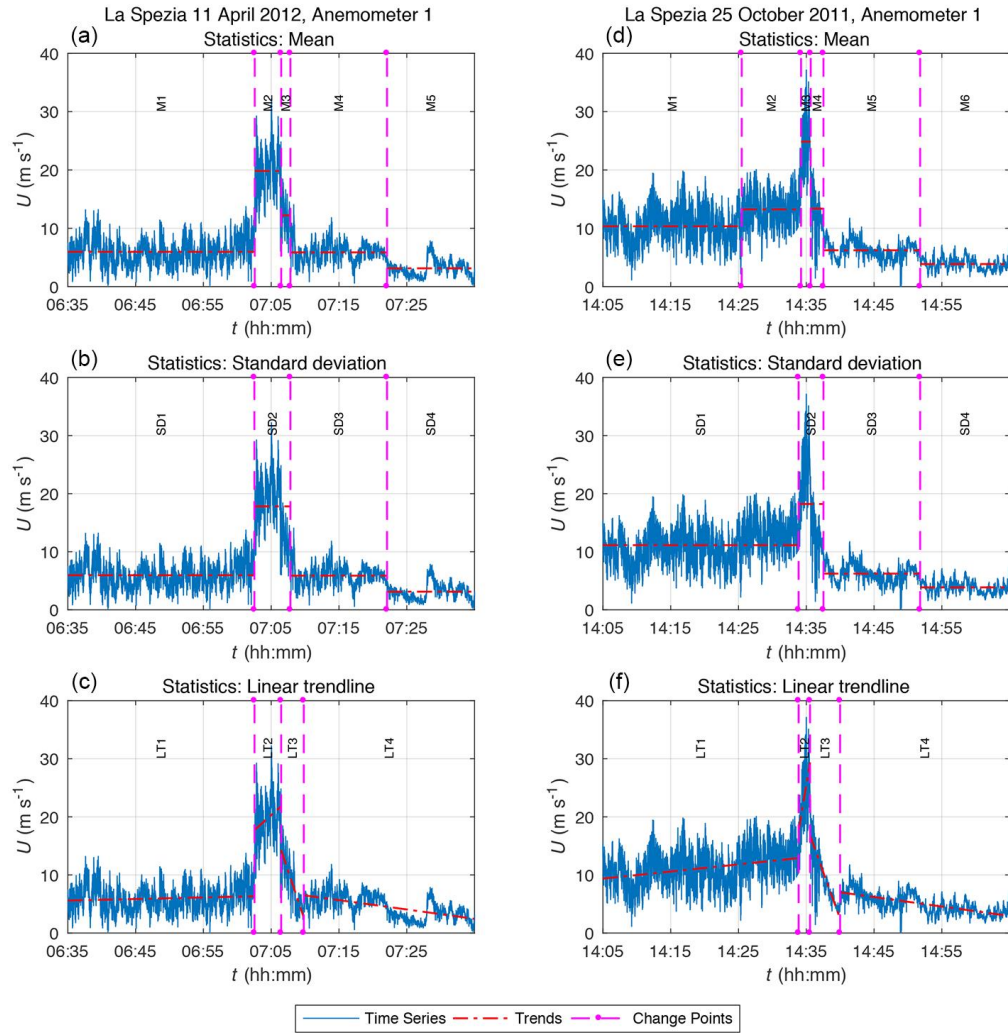 La Spezia 11 April 2012, Anemometer 1
(a)
Statistics: Mean
M1
M2
M3
M4
M5
40
30
20
10
0
U (m s⁻¹)
06:35
06:45
06:55
07:05
07:15
07:25
t (hh:mm)
La Spezia 25 October 2011, Anemometer 1
(d)
Statistics: Mean
M1
M2
M3
M4
M5
M6
40
30
20
10
0
U (m s⁻¹)
14:05
14:15
14:25
14:35
14:45
14:55
t (hh:mm)
(b)
Statistics: Standard deviation
SD1
SD2
SD3
SD4
40
30
20
10
0
U (m s⁻¹)
06:35
06:45
06:55
07:05
07:15
07:25
t (hh:mm)
(e)
Statistics: Standard deviation
SD1
SD2
SD3
SD4
40
30
20
10
0
U (m s⁻¹)
14:05
14:15
14:25
14:35
14:45
14:55
t (hh:mm)
(c)
Statistics: Linear trendline
LT1
LT2
LT3
LT4
40
30
20
10
0
U (m s⁻¹)
06:35
06:45
06:55
07:05
07:15
07:25
t (hh:mm)
(f)
Statistics: Linear trendline
LT1
LT2
LT3
LT4
40
30
20
10
0
U (m s⁻¹)
14:05
14:15
14:25
14:35
14:45
14:55
t (hh:mm)
Time Series Trends Change Points